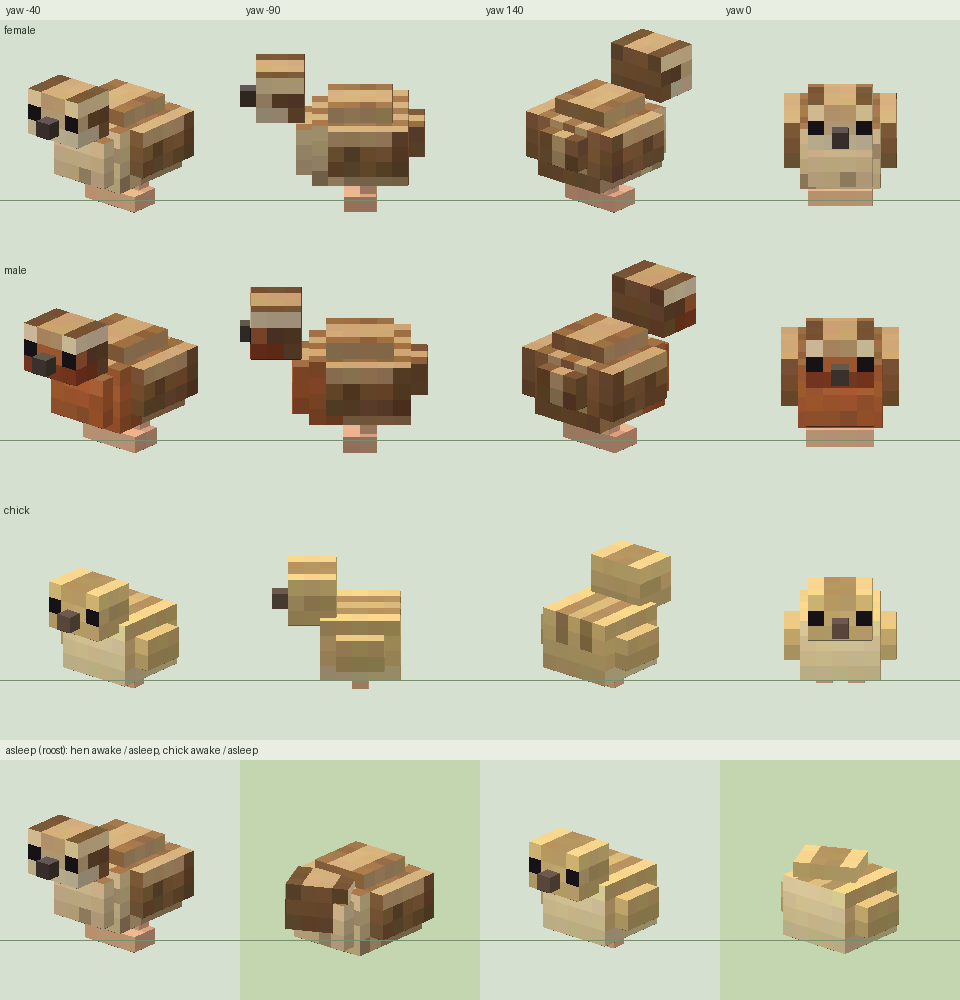 yaw -40 yaw -90 yaw 140 yaw 0
female
male
chick
asleep (roost): hen awake / asleep, chick awake / asleep